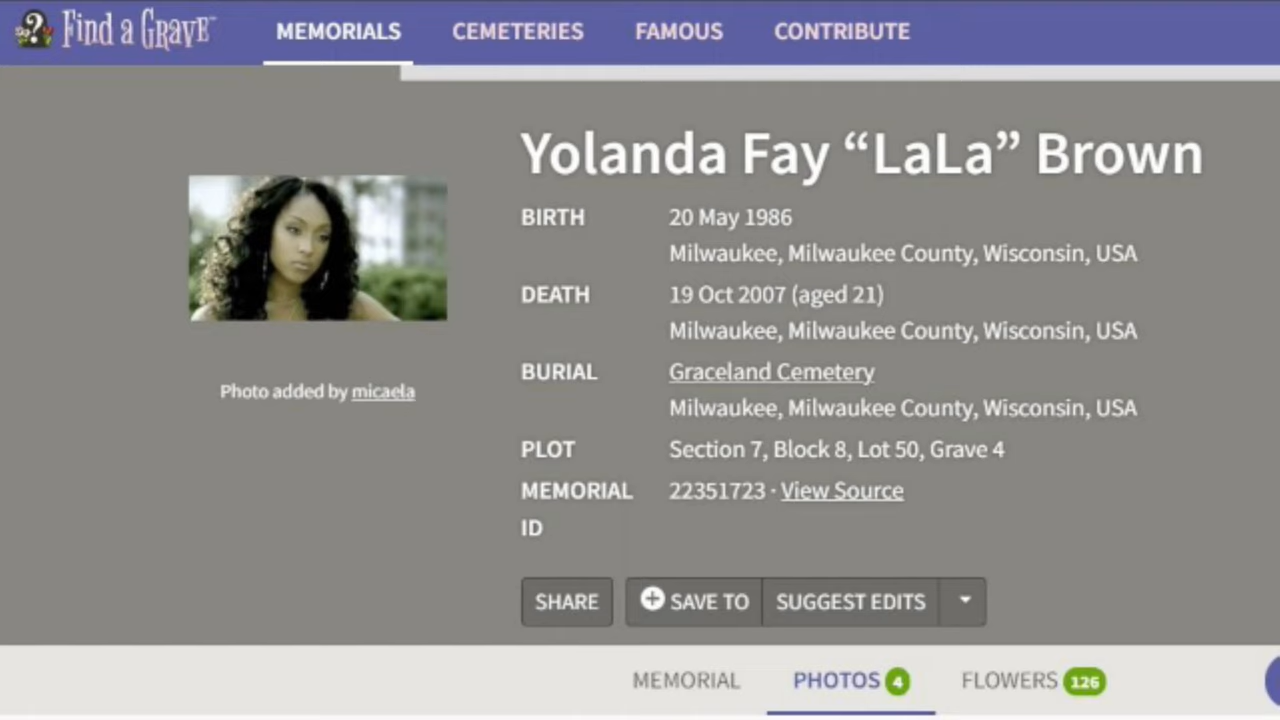 Find a Grave
MEMORIALS CEMETERIES FAMOUS CONTRIBUTE
Yolanda Fay “LaLa” Brown
BIRTH 20 May 1986
Milwaukee, Milwaukee County, Wisconsin, USA
DEATH 19 Oct 2007 (aged 21)
Milwaukee, Milwaukee County, Wisconsin, USA
BURIAL Graceland Cemetery
Milwaukee, Milwaukee County, Wisconsin, USA
Photo added by micaela
PLOT Section 7, Block 8, Lot 50, Grave 4
MEMORIAL ID 22351723 · View Source
SHARE SAVE TO SUGGEST EDITS
MEMORIAL PHOTOS 4 FLOWERS 126